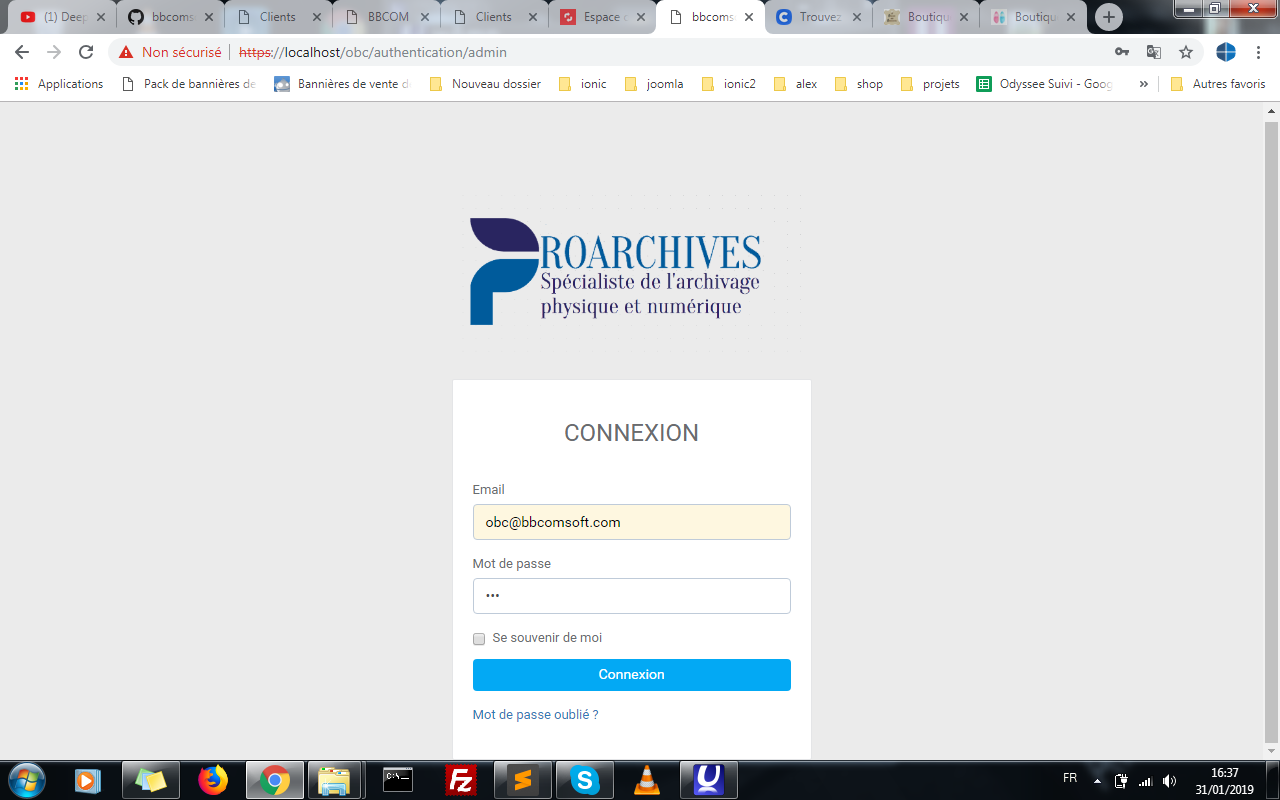 (1) Deep
bbcoms
Clients
BBCOM
Clients
Espace
bbcoms
Trouvez
Boutiqu
Boutiqu
Non sécurisé
https://localhost/obc/authentication/admin
Applications
Pack de bannières de
Bannières de vente d
Nouveau dossier
ionic
joomla
ionic2
alex
shop
projets
Odyssee Suivi - Goog
»
Autres favoris
ROARCHIVES
Spécialiste de l'archivage
physique et numérique
CONNEXION
Email
obc@bbcomsoft.com
Mot de passe
•••
Se souvenir de moi
Connexion
Mot de passe oublié ?
FR
16:37
31/01/2019